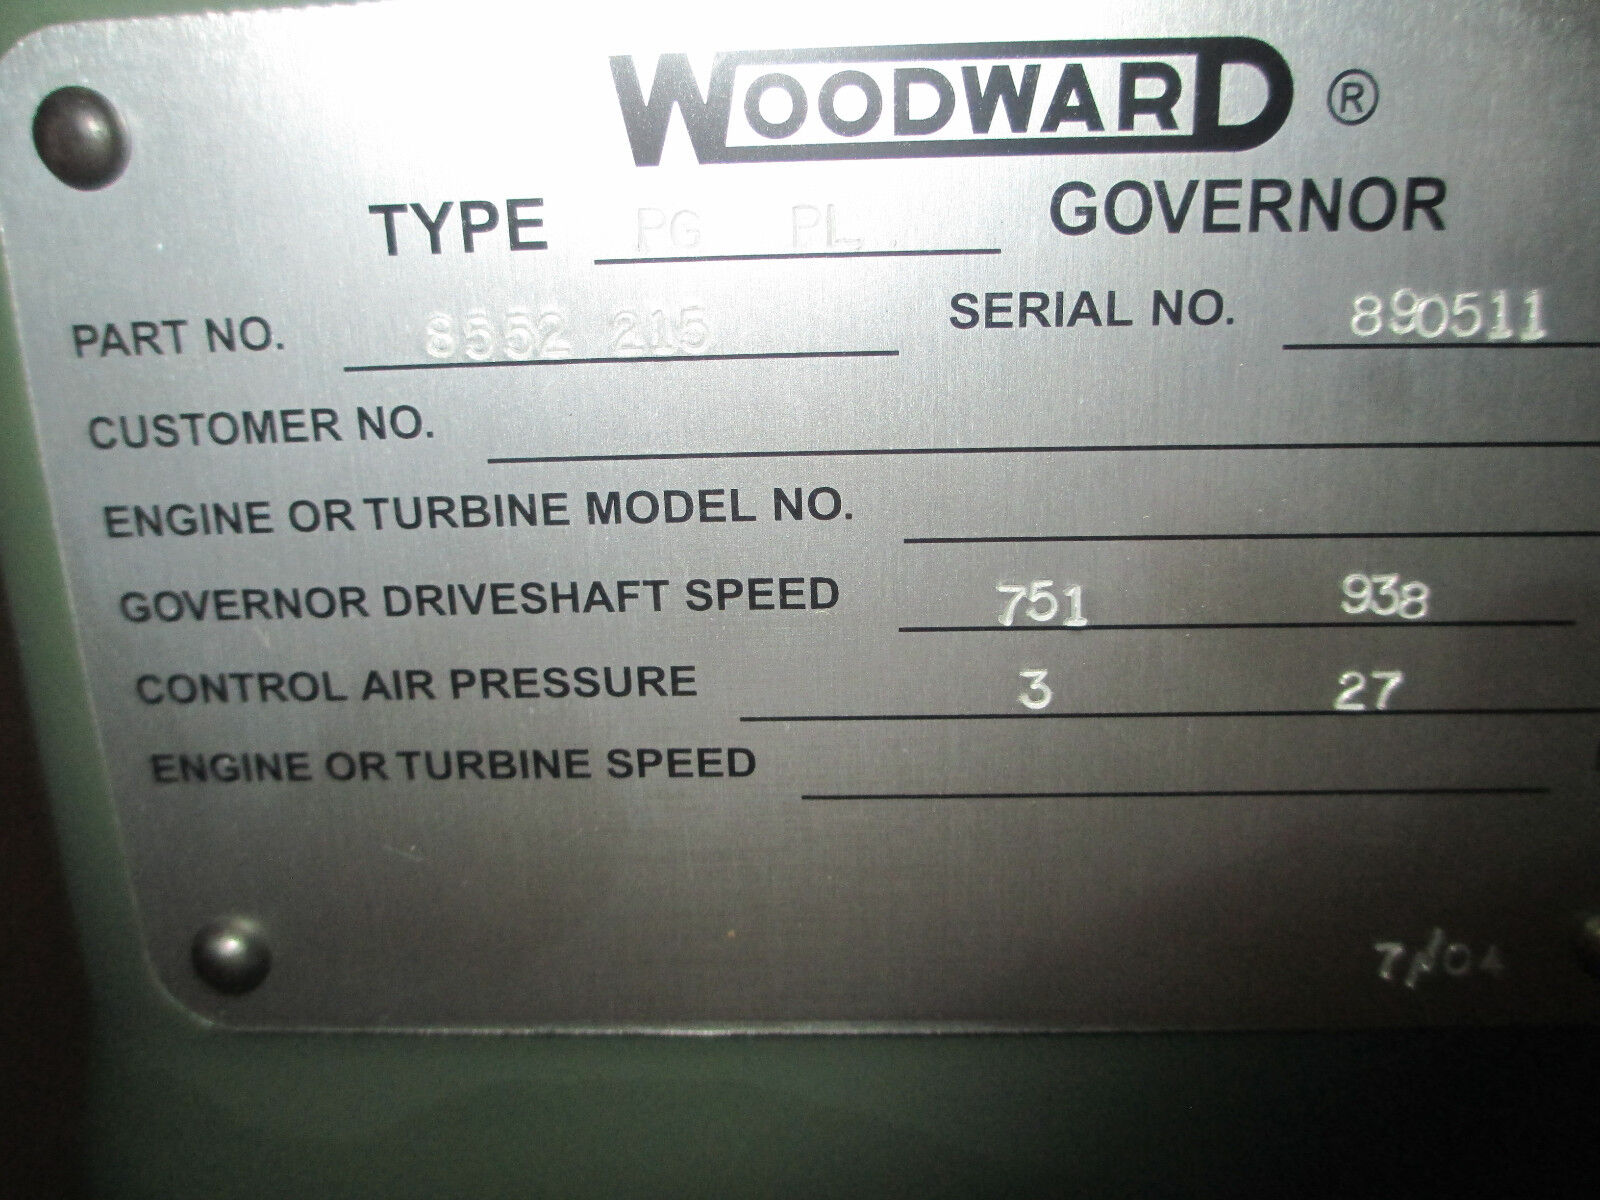 WOODWARD ®
TYPE PG PL GOVERNOR
PART NO. 8552 215 SERIAL NO. 890511
CUSTOMER NO.
ENGINE OR TURBINE MODEL NO.
GOVERNOR DRIVESHAFT SPEED 751 938
CONTROL AIR PRESSURE 3 27
ENGINE OR TURBINE SPEED
7/04